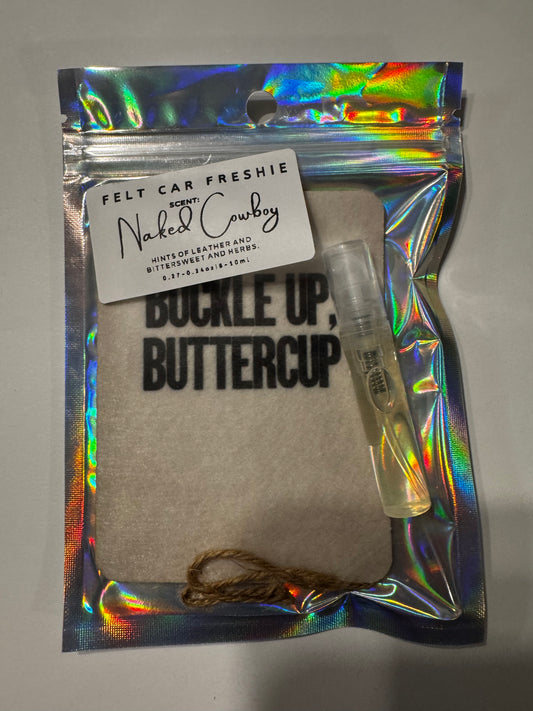 FELT CAR FRESHIE
SCENT:
Naked Cowboy
HINTS OF LEATHER AND
BITTERSWEET AND HERBS.
0.27-0.34oz|8-10ml
BUCKLE UP,
BUTTERCUP